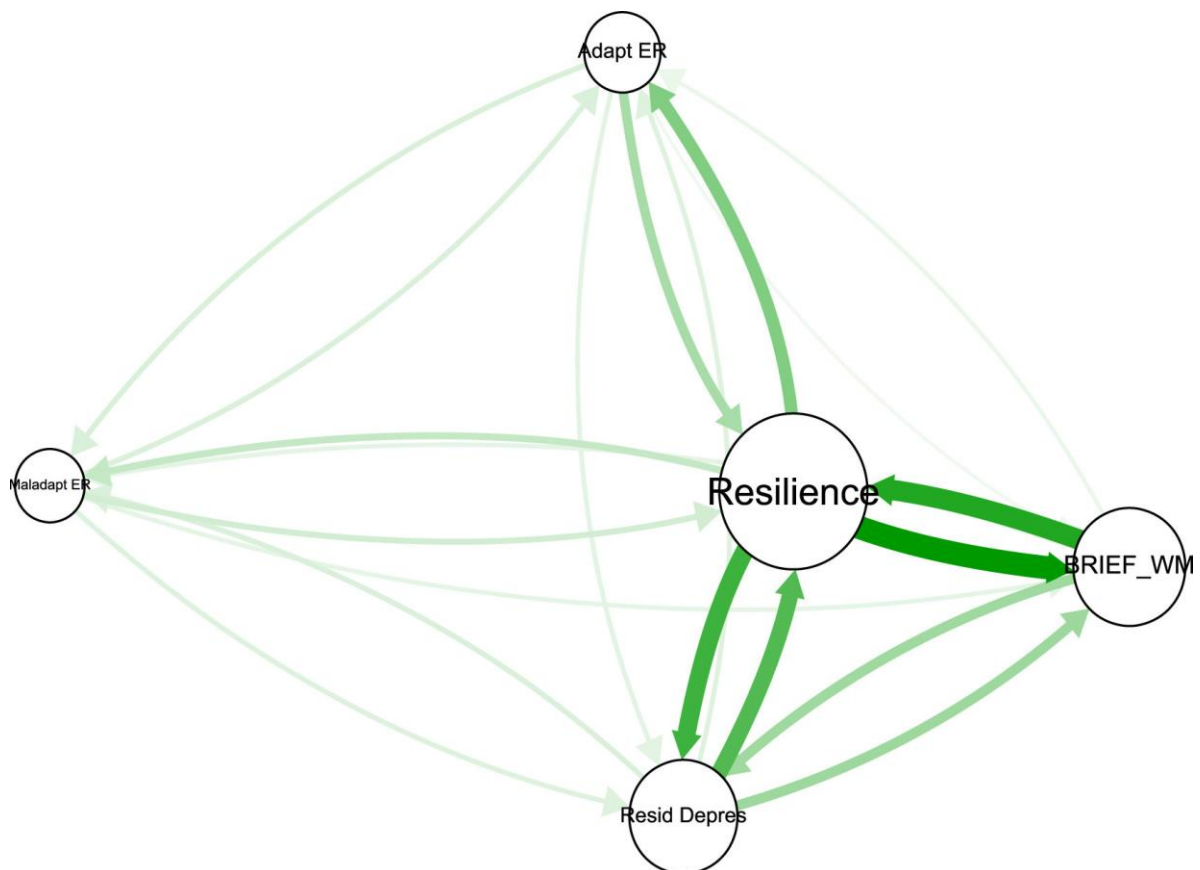 Adapt ER
Maladapt ER
Resilience
BRIEF_WM
Resid Depres